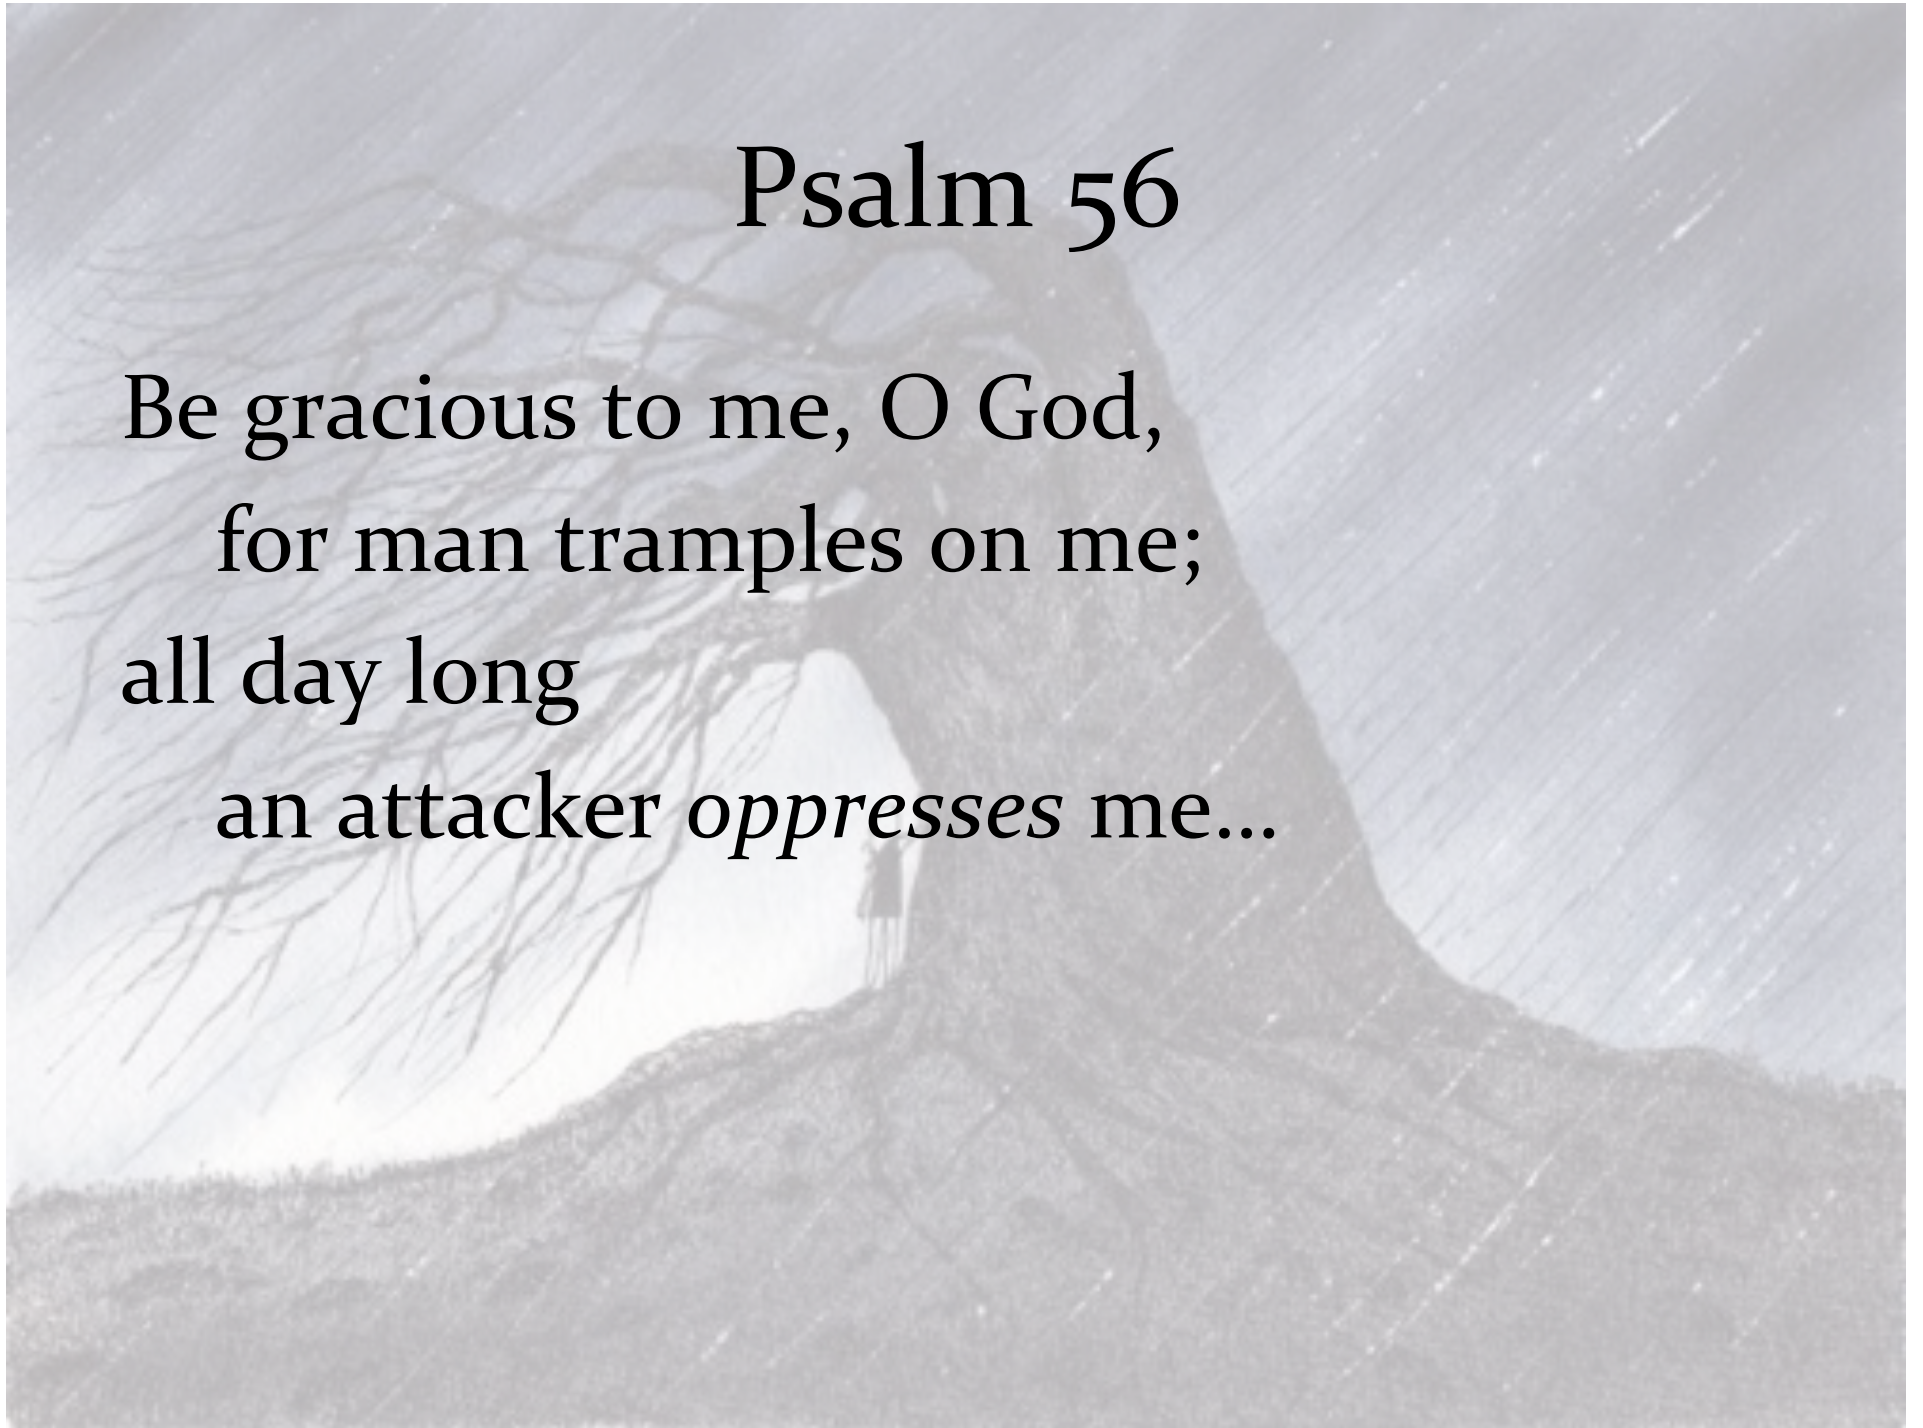 Psalm 56
Be gracious to me, O God,
for man tramples on me;
all day long
an attacker oppresses me...